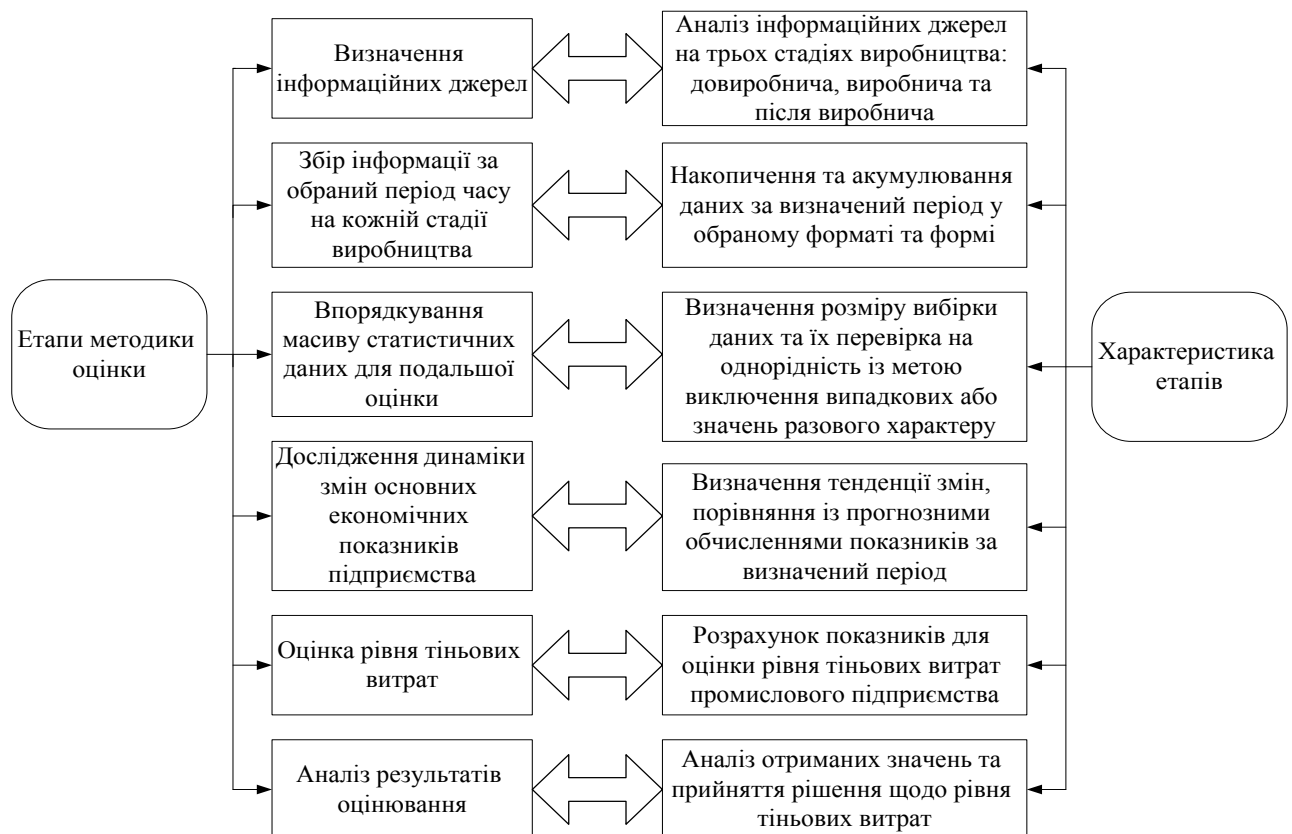 Визначення
інформаційних джерел
Аналіз інформаційних джерел
на трьох стадіях виробництва:
довиробнича, виробнича та
після виробнича
Збір інформації за
обраний період часу
на кожній стадії
виробництва
Накопичення та акумулювання
даних за визначений період у
обраному форматі та формі
Етапи методики
оцінки
Впорядкування
масиву статистичних
даних для подальшої
оцінки
Визначення розміру вибірки
даних та їх перевірка на
однорідність із метою
виключення випадкових або
значень разового характеру
Характеристика
етапів
Дослідження динаміки
змін основних
економічних
показників
підприємства
Визначення тенденції змін,
порівняння із прогнозними
обчисленнями показників за
визначений період
Оцінка рівня тіньових
витрат
Розрахунок показників для
оцінки рівня тіньових витрат
промислового підприємства
Аналіз результатів
оцінювання
Аналіз отриманих значень та
прийняття рішення щодо рівня
тіньових витрат